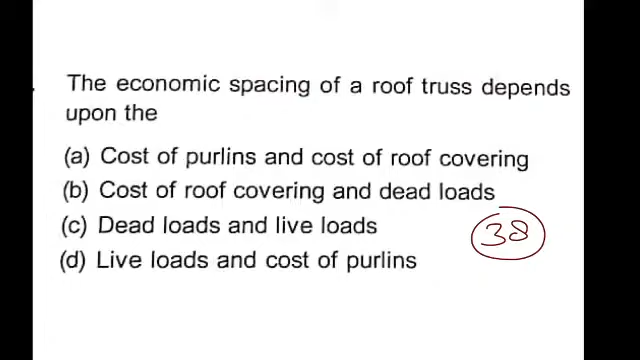 The economic spacing of a roof truss depends
upon the
(a) Cost of purlins and cost of roof covering
(b) Cost of roof covering and dead loads
(c) Dead loads and live loads
38
(d) Live loads and cost of purlins